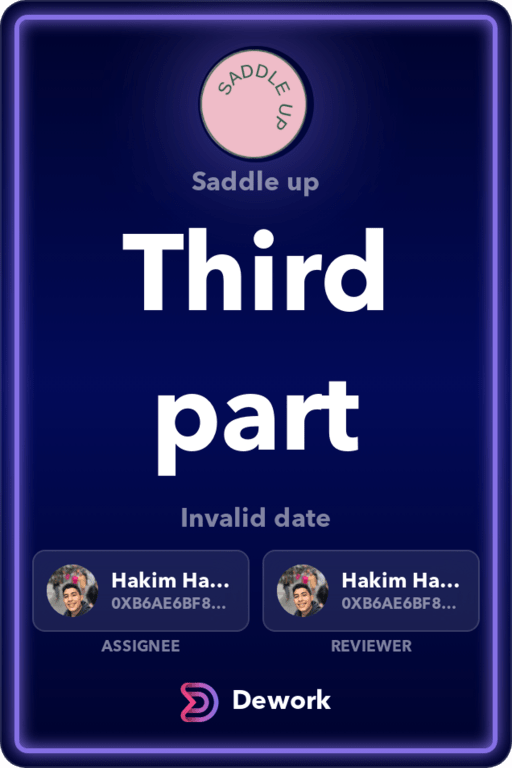 SADDLE UP
Saddle up
Third
part
Invalid date
Hakim Ha...
0XB6AE6BF8...
ASSIGNEE
Hakim Ha...
0XB6AE6BF8...
REVIEWER
Dework